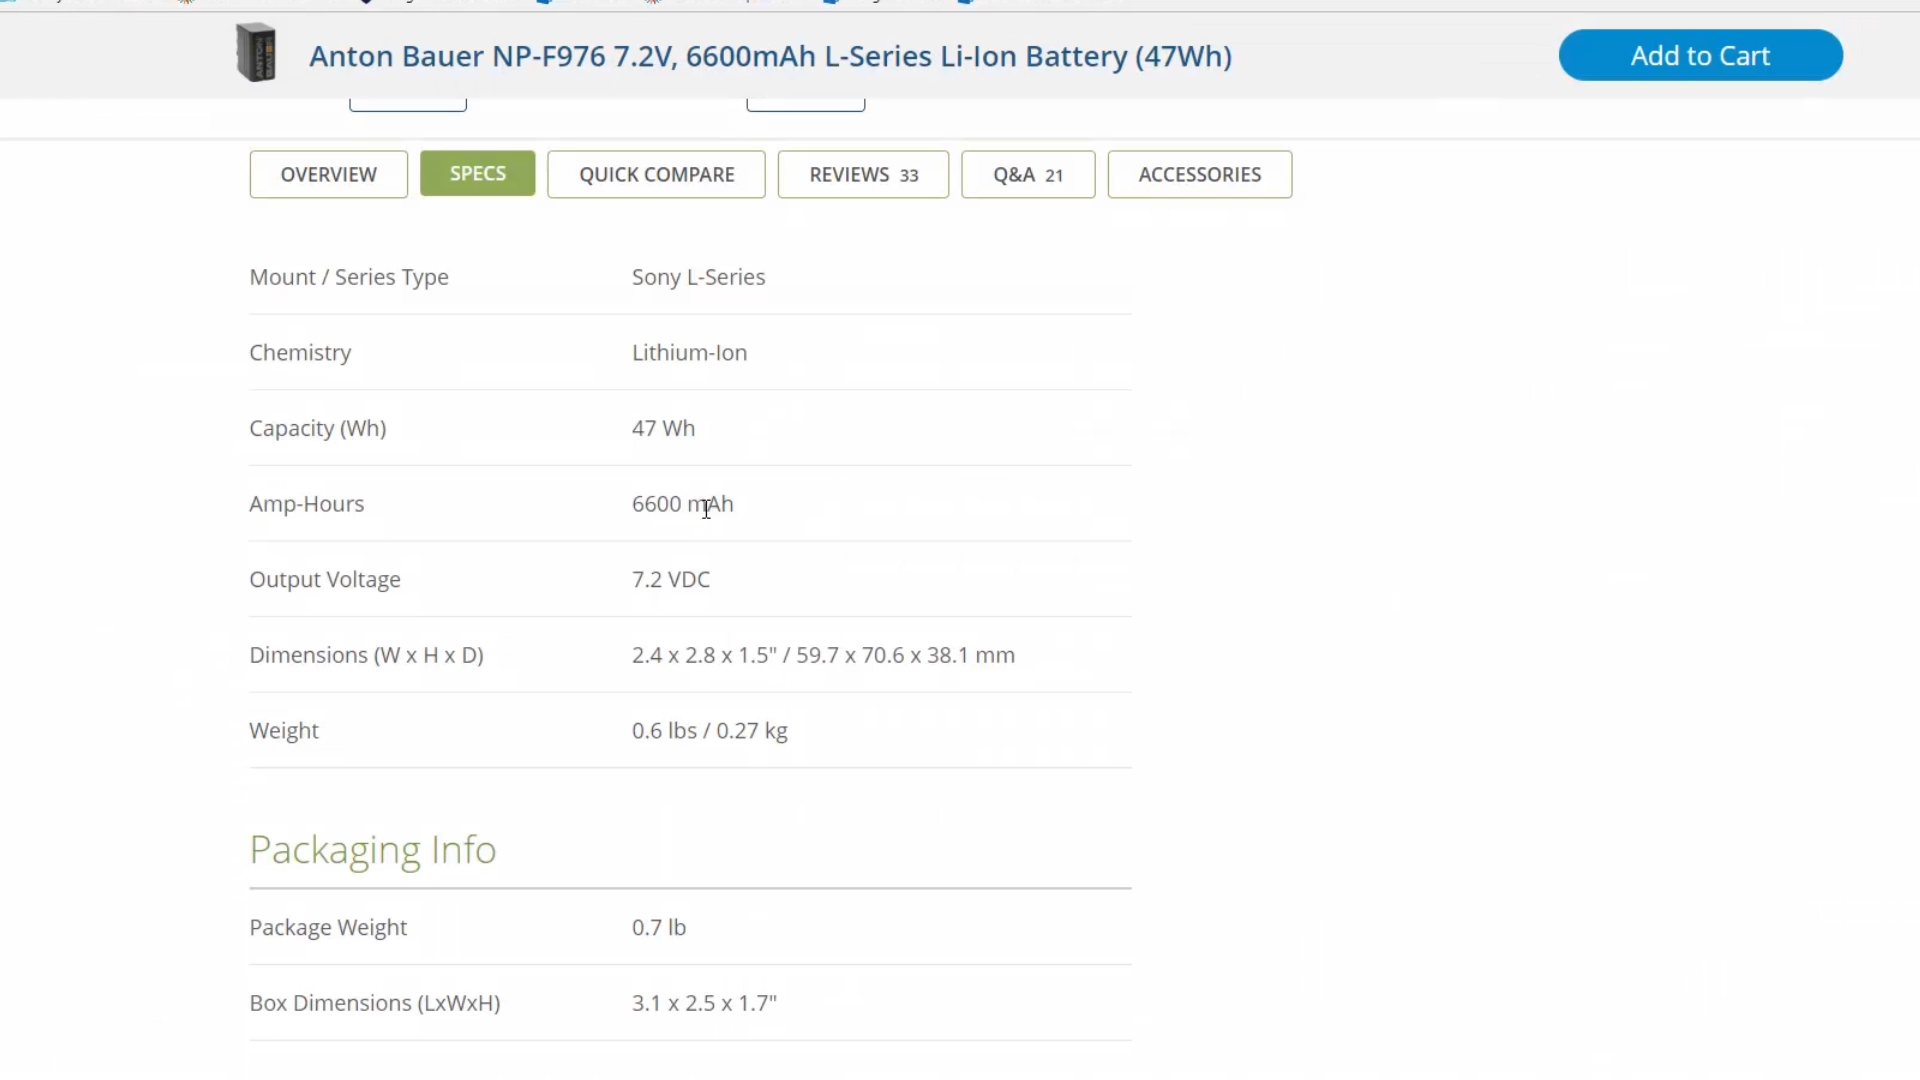 Anton Bauer NP-F976 7.2V, 6600mAh L-Series Li-Ion Battery (47Wh)
Add to Cart
OVERVIEW
SPECS
QUICK COMPARE
REVIEWS 33
Q&A 21
ACCESSORIES
Mount / Series Type Sony L-Series
Chemistry Lithium-Ion
Capacity (Wh) 47 Wh
Amp-Hours 6600 mAh
Output Voltage 7.2 VDC
Dimensions (W x H x D) 2.4 x 2.8 x 1.5" / 59.7 x 70.6 x 38.1 mm
Weight 0.6 lbs / 0.27 kg
Packaging Info
Package Weight 0.7 lb
Box Dimensions (LxWxH) 3.1 x 2.5 x 1.7"